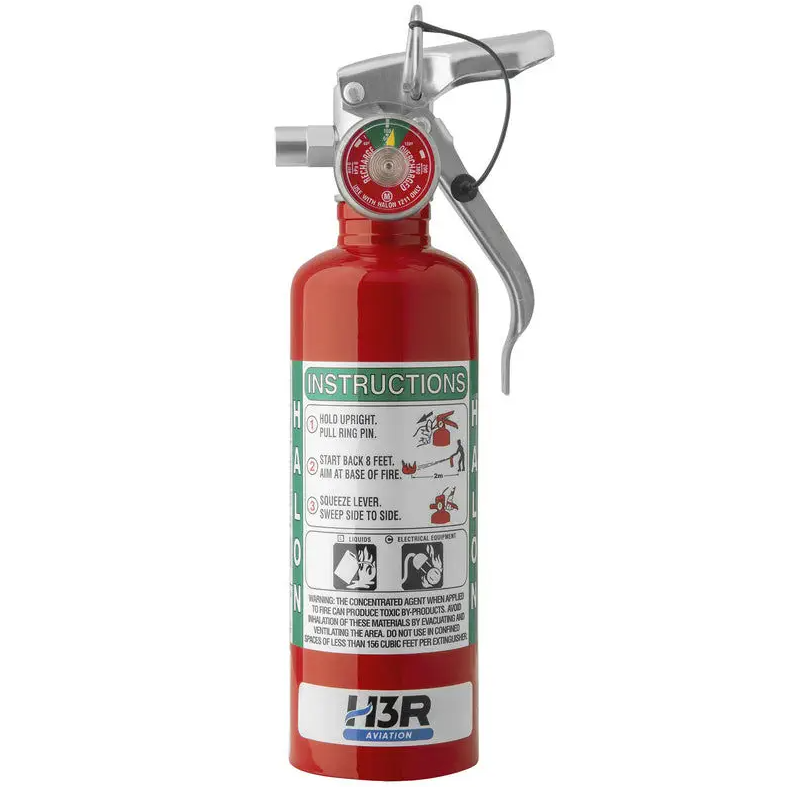 RECHARGE
OVERCHARGED
USE WITH HALON 1211 ONLY
M
INSTRUCTIONS
1 HOLD UPRIGHT.
PULL RING PIN.
2 START BACK 8 FEET.
AIM AT BASE OF FIRE.
2m
3 SQUEEZE LEVER.
SWEEP SIDE TO SIDE.
HALON
HALON
LIQUIDS
C ELECTRICAL EQUIPMENT
WARNING: THE CONCENTRATED AGENT WHEN APPLIED
TO FIRE CAN PRODUCE TOXIC BY-PRODUCTS. AVOID
INHALATION OF THESE MATERIALS BY EVACUATING AND
VENTILATING THE AREA. DO NOT USE IN CONFINED
SPACES OF LESS THAN 156 CUBIC FEET PER EXTINGUISHER
H3R
AVIATION